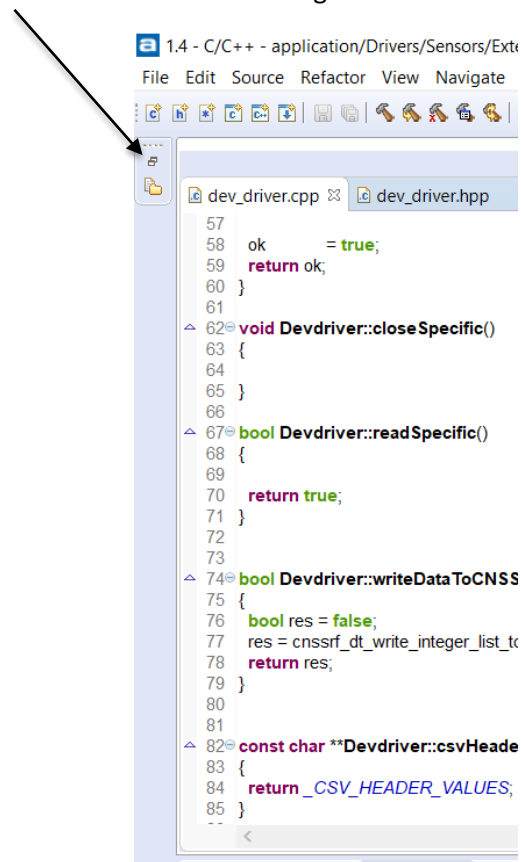 1.4 - C/C++ - application/Drivers/Sensors/Exte
File Edit Source Refactor View Navigate
dev_driver.cpp dev_driver.hpp
57
58 ok = true;
59 return ok;
60 }
61
62 void Devdriver::closeSpecific()
63 {
64
65 }
66
67 bool Devdriver::readSpecific()
68 {
69
70 return true;
71 }
72
73
74 bool Devdriver::writeDataToCNSS
75 {
76 bool res = false;
77 res = cnssrf_dt_write_integer_list_to
78 return res;
79 }
80
81
82 const char **Devdriver::csvHeade
83 {
84 return _CSV_HEADER_VALUES;
85 }